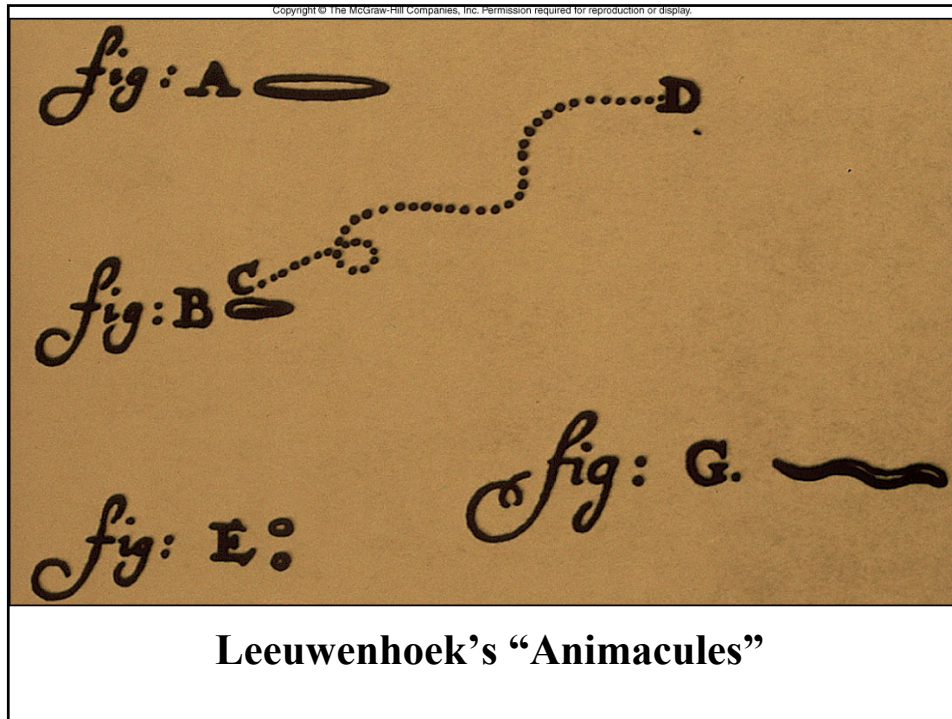 Copyright © The McGraw-Hill Companies, Inc. Permission required for reproduction or display.
fig: A
D
C
fig: B
fig: G.
fig: E
Leeuwenhoek’s “Animacules”